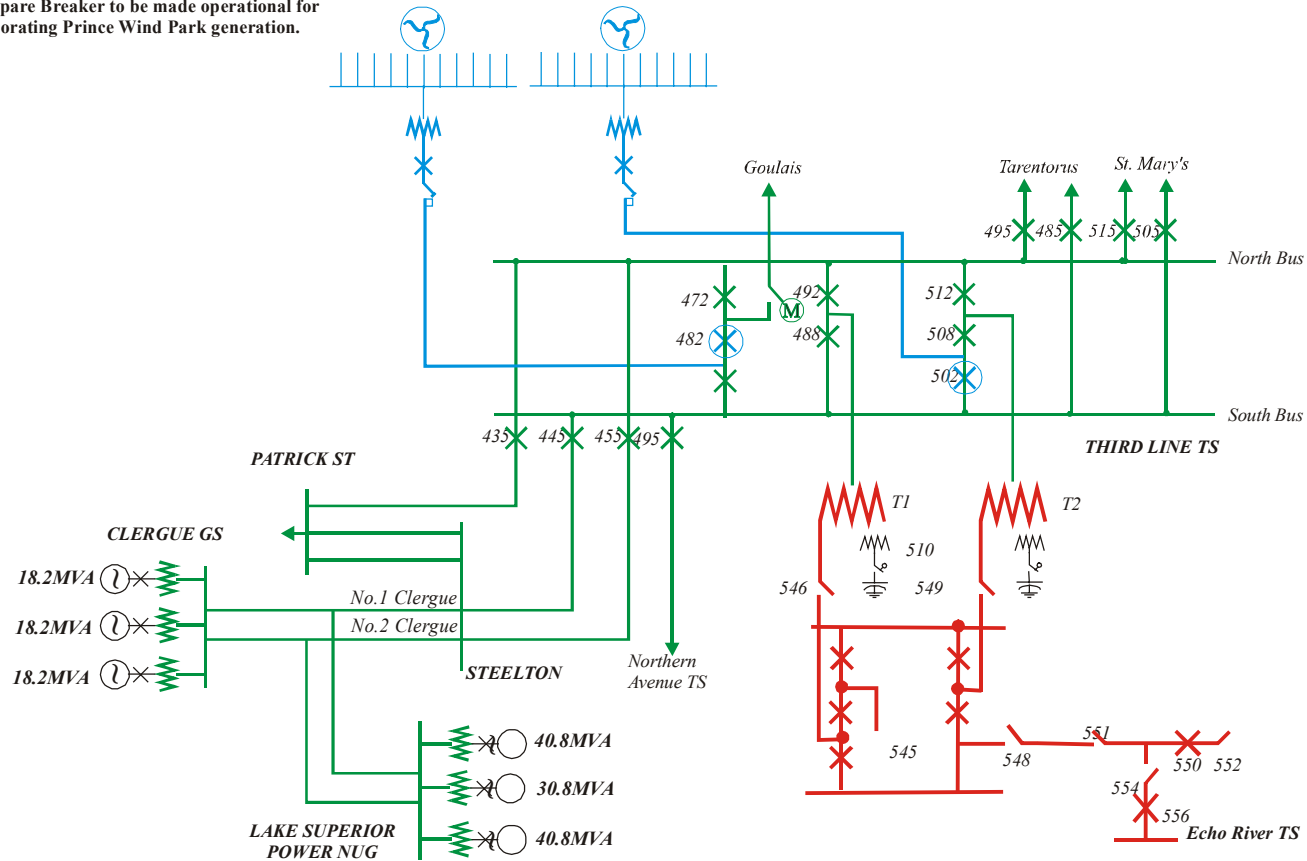 pare Breaker to be made operational for
orating Prince Wind Park generation.
Goulais
Tarentorus
St. Mary's
495
485
515
505
North Bus
472
492
512
M
482
488
508
502
South Bus
435
445
455
495
THIRD LINE TS
PATRICK ST
T1
T2
CLERGUE GS
510
18.2MVA
546
549
No.1 Clergue
18.2MVA
No.2 Clergue
Northern
Avenue TS
18.2MVA
STEELTON
40.8MVA
545
548
551
550
552
30.8MVA
554
556
LAKE SUPERIOR
POWER NUG
40.8MVA
Echo River TS